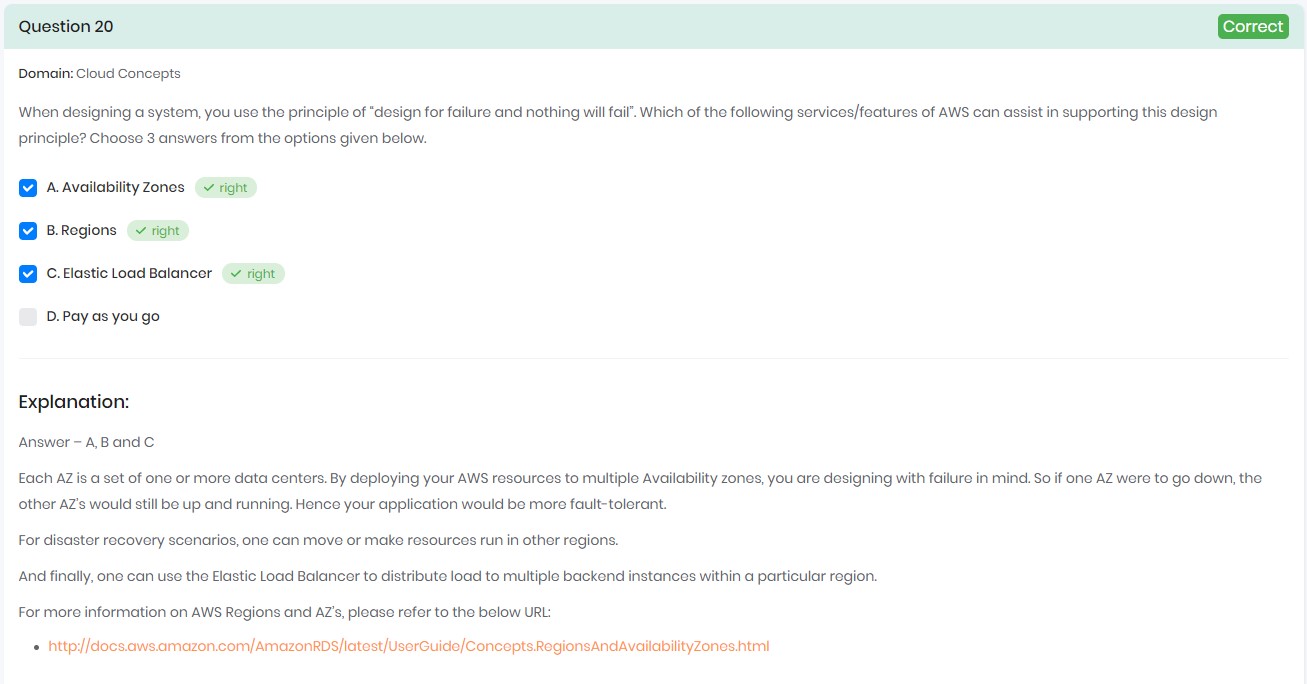 Question 20
Correct
Domain: Cloud Concepts
When designing a system, you use the principle of “design for failure and nothing will fail”. Which of the following services/features of AWS can assist in supporting this design
principle? Choose 3 answers from the options given below.
A. Availability Zones
right
B. Regions
right
C. Elastic Load Balancer
right
D. Pay as you go
Explanation:
Answer – A, B and C
Each AZ is a set of one or more data centers. By deploying your AWS resources to multiple Availability zones, you are designing with failure in mind. So if one AZ were to go down, the
other AZ's would still be up and running. Hence your application would be more fault-tolerant.
For disaster recovery scenarios, one can move or make resources run in other regions.
And finally, one can use the Elastic Load Balancer to distribute load to multiple backend instances within a particular region.
For more information on AWS Regions and AZ's, please refer to the below URL:
• http://docs.aws.amazon.com/AmazonRDS/latest/UserGuide/Concepts.RegionsAndAvailabilityZones.html